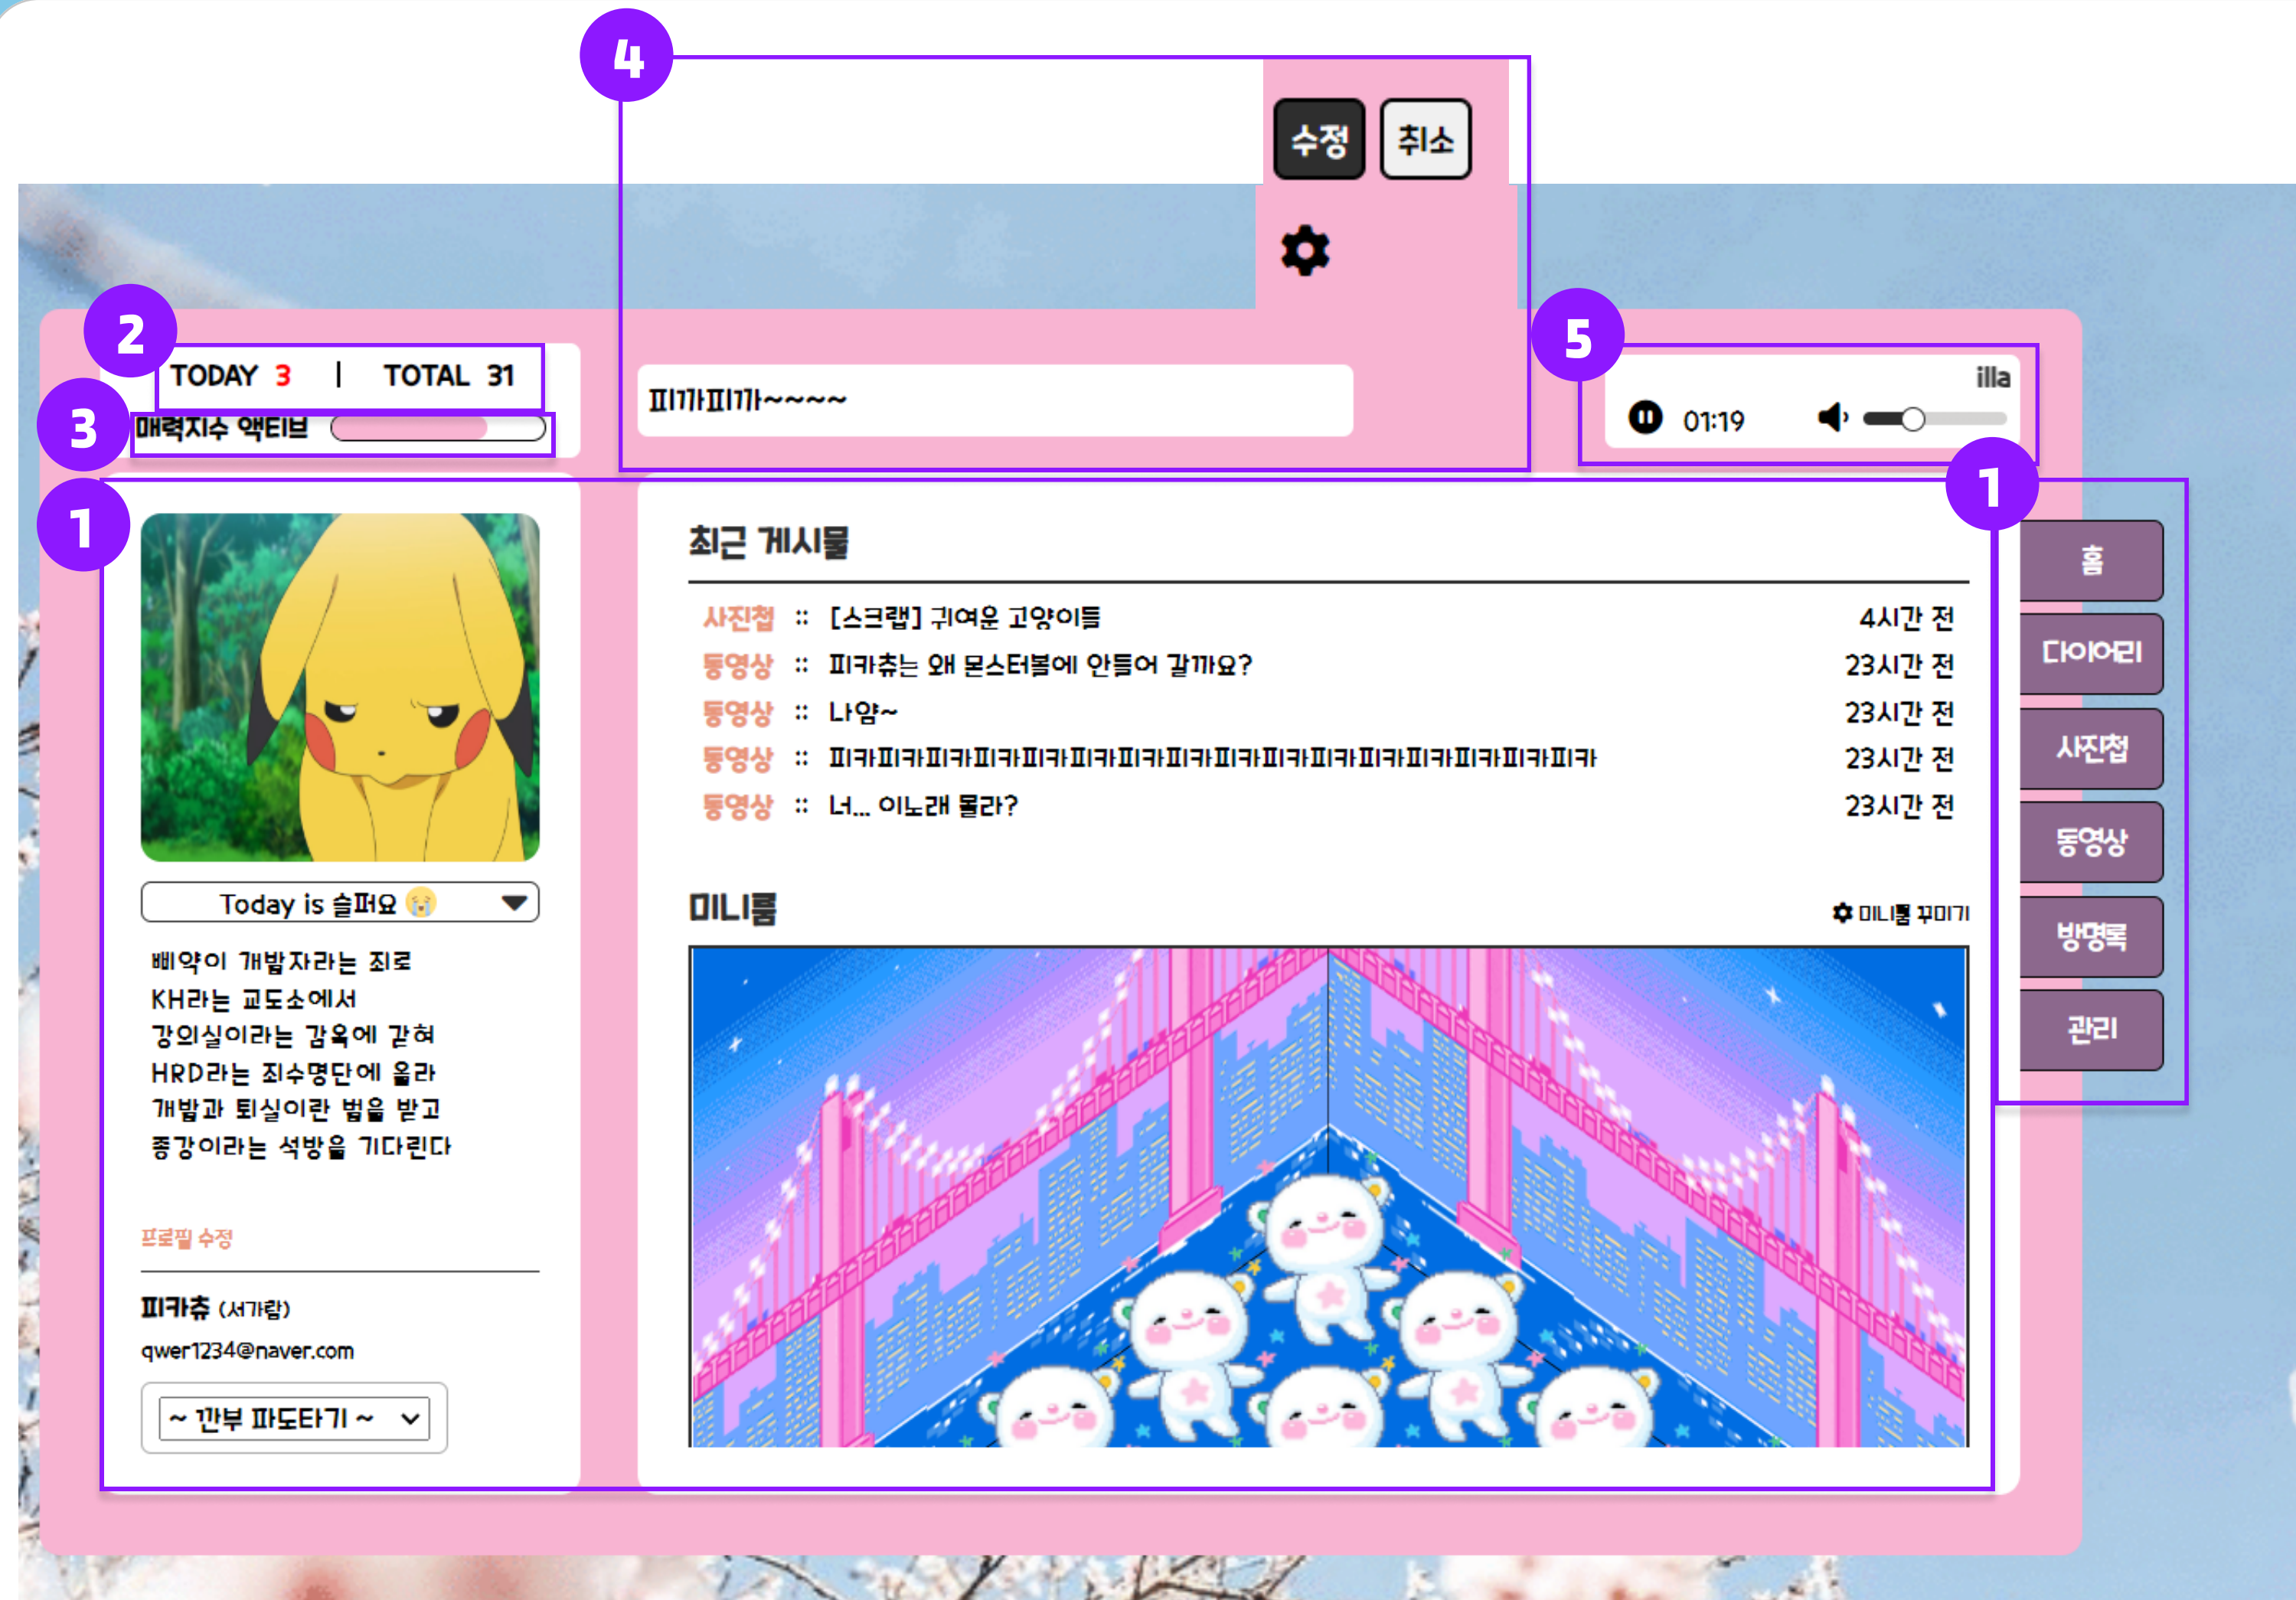 4
수정 취소
2
TODAY 3 | TOTAL 31
3
매력지수 액티브
피까피까~~~~
5
illa
01:19
1
1
Today is 슬퍼요 😭
삐약이 개발자라는 죄로
KH라는 교도소에서
강의실이라는 감옥에 갇혀
HRD라는 죄수명단에 올라
개발과 퇴실이란 벌을 받고
종강이라는 석방을 기다린다
프로필 수정
피카츄 (서가람)
qwer1234@naver.com
~ 깐부 파도타기 ~
최근 게시물
사진첩 :: [스크랩] 귀여운 고양이들 4시간 전
동영상 :: 피카츄는 왜 몬스터볼에 안들어 갈까요? 23시간 전
동영상 :: 나얌~ 23시간 전
동영상 :: 피카피카피카피카피카피카피카피카피카피카피카피카피카피카피카피카 23시간 전
동영상 :: 너... 이노래 몰라? 23시간 전
미니룸
미니룸 꾸미기
홈
다이어리
사진첩
동영상
방명록
관리